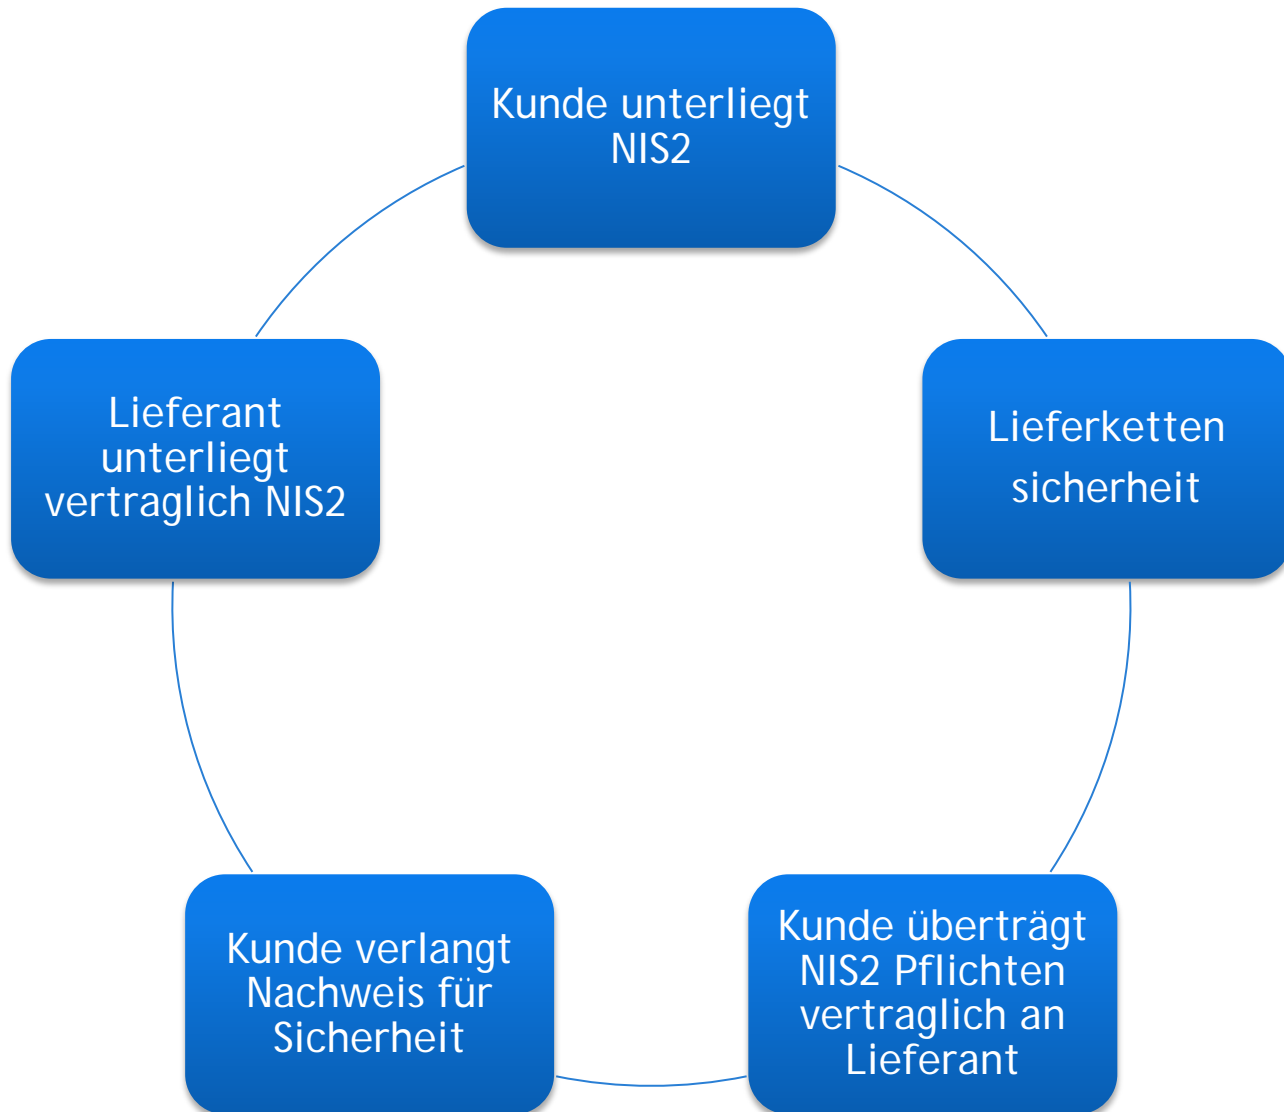 Kunde unterliegt
NIS2
Lieferketten
sicherheit
Kunde überträgt
NIS2 Pflichten
vertraglich an
Lieferant
Kunde verlangt
Nachweis für
Sicherheit
Lieferant
unterliegt
vertraglich NIS2